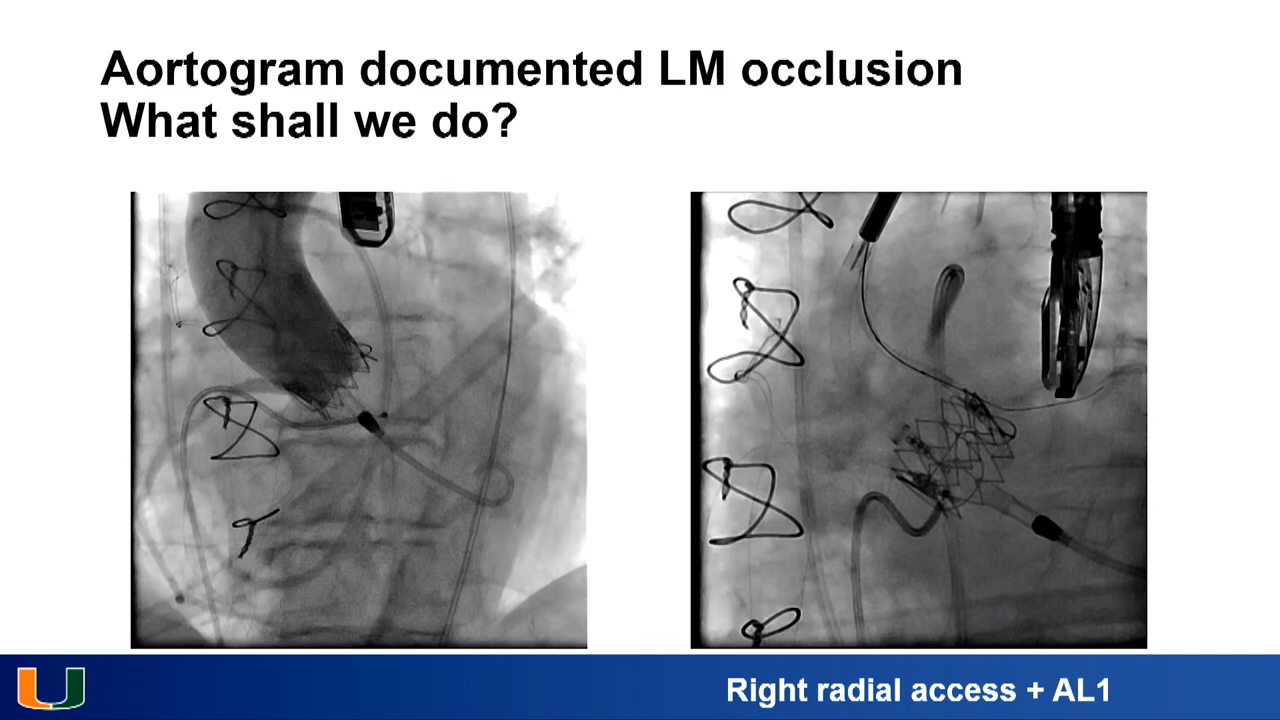 Aortogram documented LM occlusion
What shall we do?
Right radial access + AL1